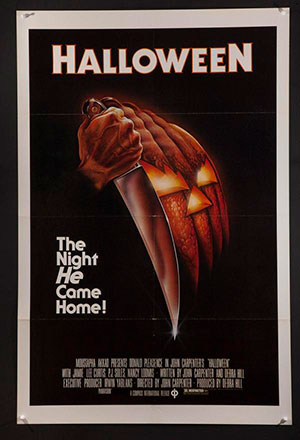 HALLOWEEN
The
Night
He
Came
Home!
MOUSTAPHA AKKAD PRESENTS DONALD PLEASENCE IN JOHN CARPENTER'S "HALLOWEEN"
WITH JAMIE LEE CURTIS, P.J. SOLES, NANCY LOOMIS - WRITTEN BY JOHN CARPENTER AND DEBRA HILL
EXECUTIVE PRODUCER IRWIN YABLANS DIRECTED BY JOHN CARPENTER PRODUCED BY DEBRA HILL
PANAVISION A COMPASS INTERNATIONAL RELEASE R RESTRICTED